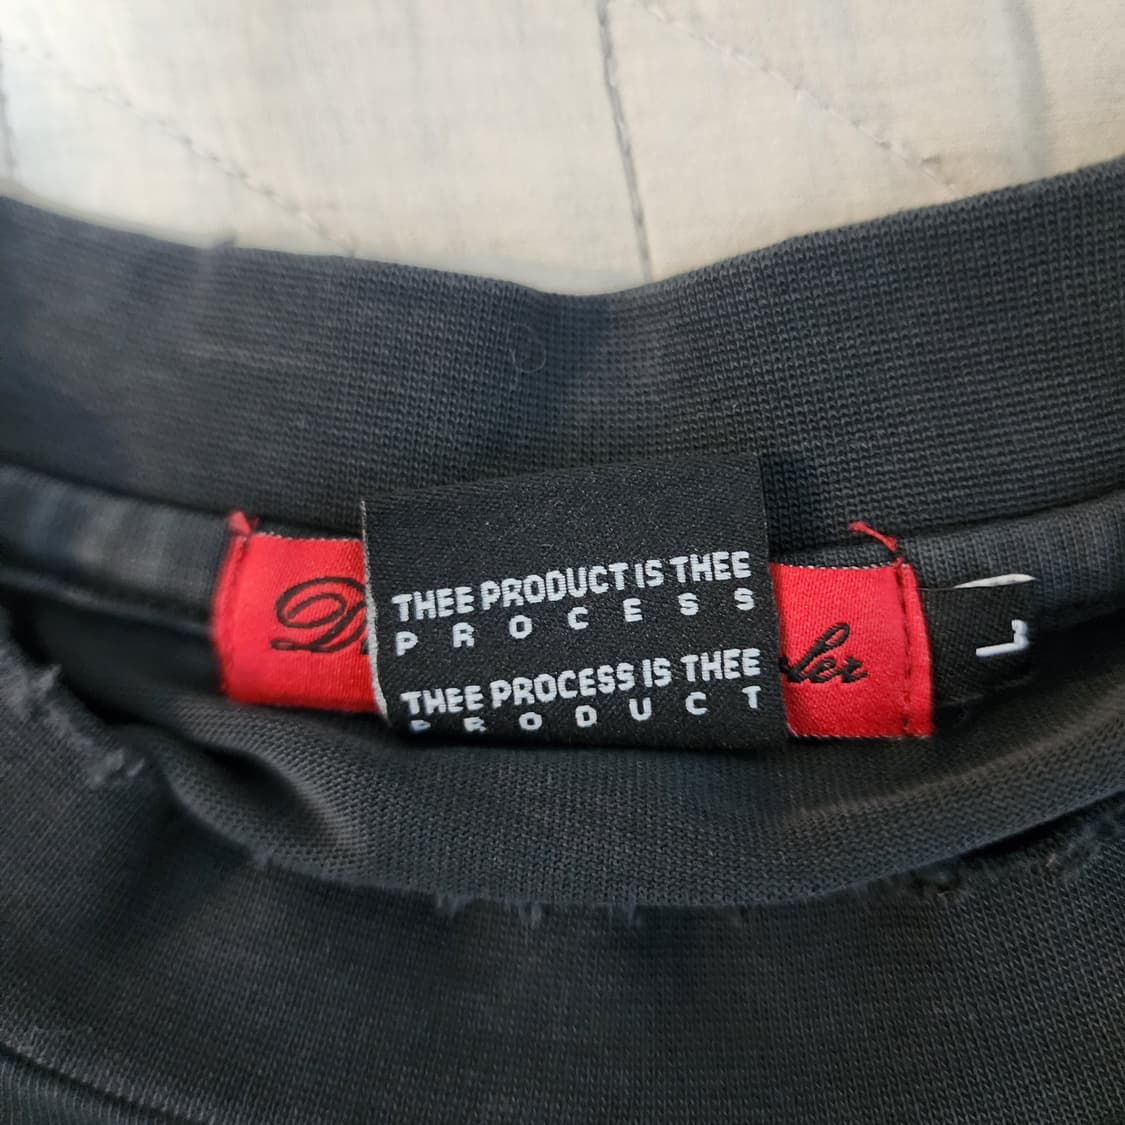 THEE PRODUCT IS THEE
PROCESS
THEE PROCESS IS THEE
PRODUCT
L